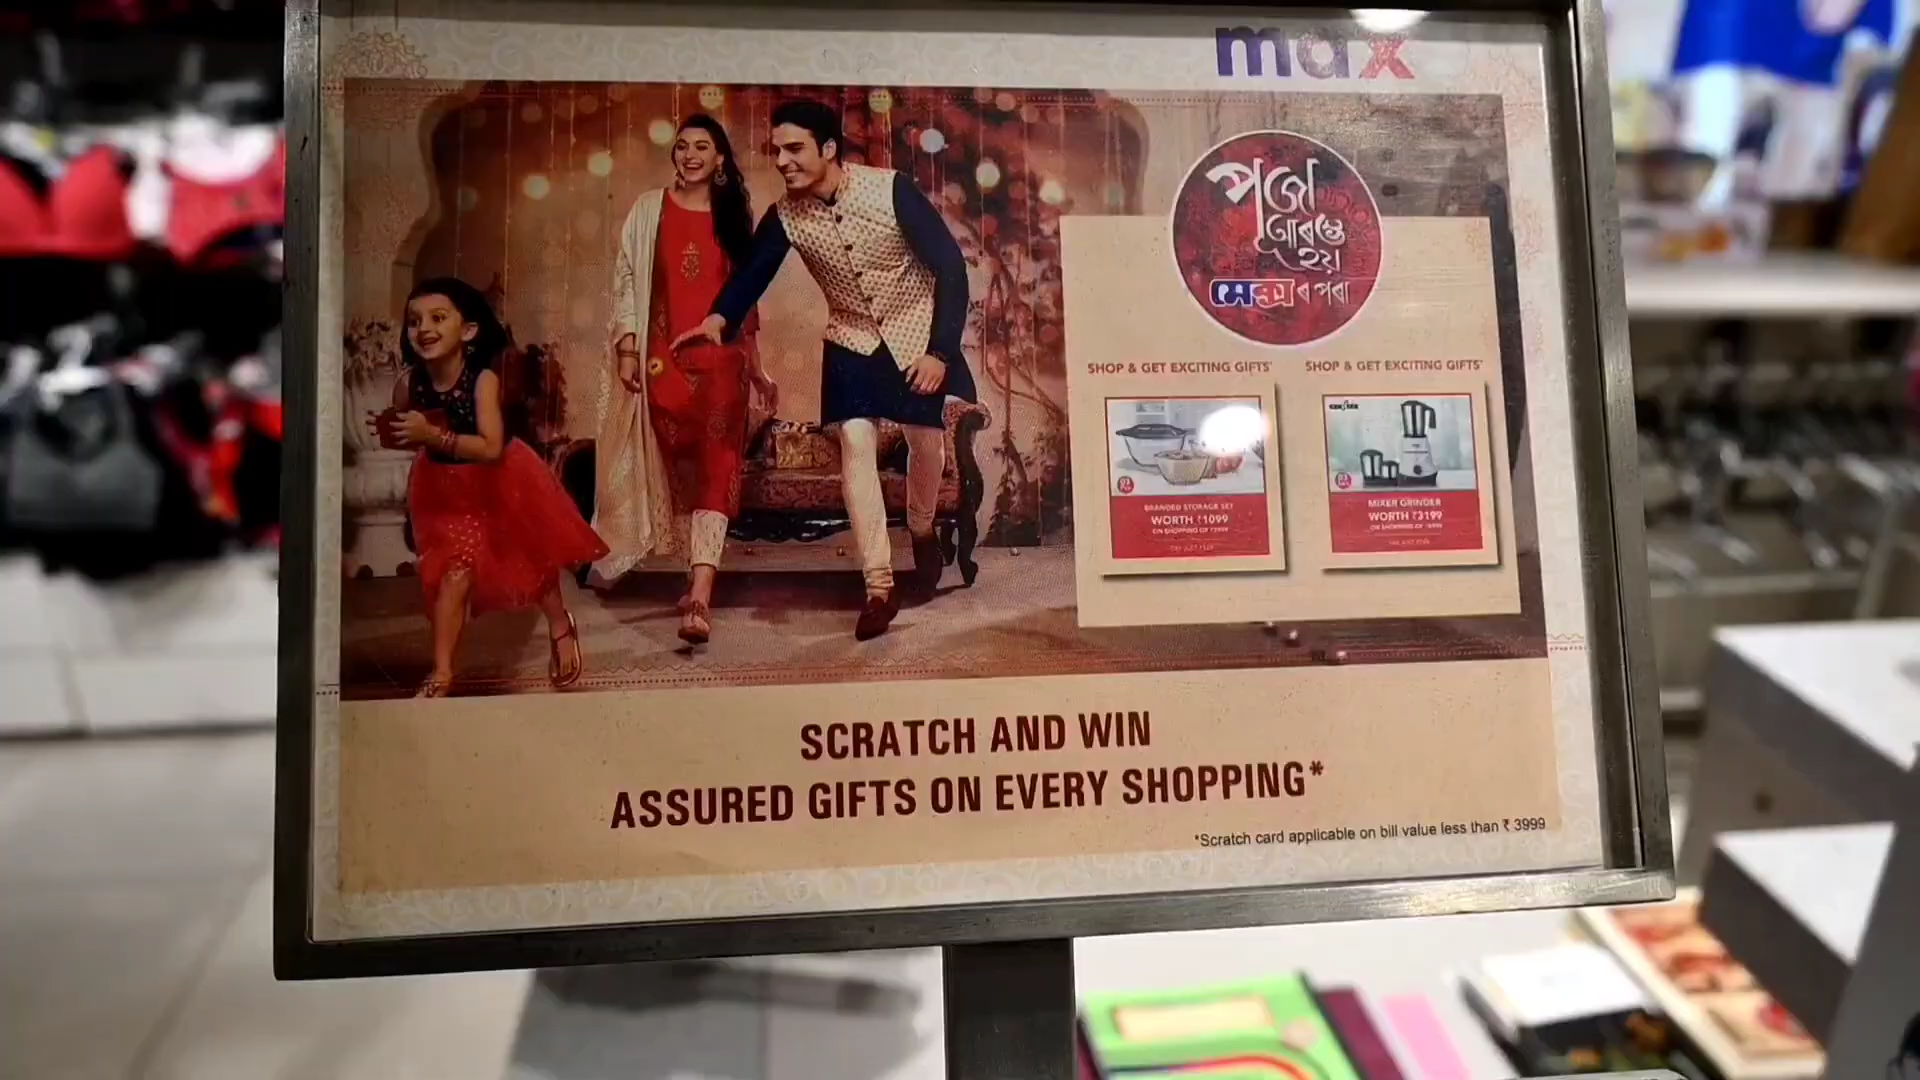 max
পূজা
আৰম্ভ
হয়
মেক্সৰ পৰা
SHOP & GET EXCITING GIFTS*
SHOP & GET EXCITING GIFTS*
BRANDED STORAGE SET
WORTH ₹1099
MIXER GRINDER
WORTH ₹3199
SCRATCH AND WIN
ASSURED GIFTS ON EVERY SHOPPING*
*Scratch card applicable on bill value less than ₹ 3999